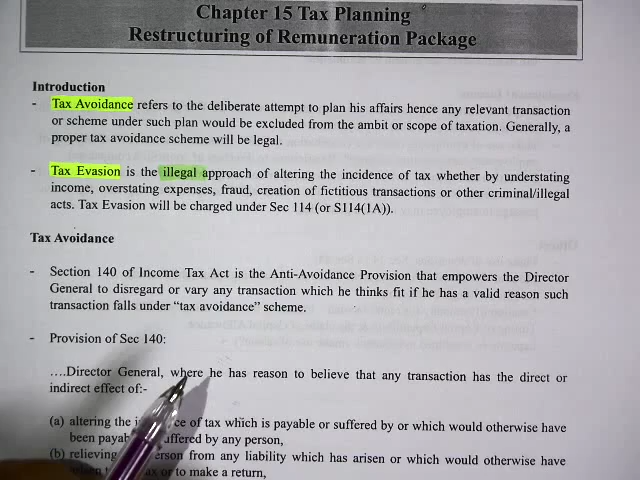 Chapter 15 Tax Planning
Restructuring of Remuneration Package
Introduction
- Tax Avoidance refers to the deliberate attempt to plan his affairs hence any relevant transaction
or scheme under such plan would be excluded from the ambit or scope of taxation. Generally, a
proper tax avoidance scheme will be legal.
- Tax Evasion is the illegal approach of altering the incidence of tax whether by understating
income, overstating expenses, fraud, creation of fictitious transactions or other criminal/illegal
acts. Tax Evasion will be charged under Sec 114 (or S114(1A)).
Tax Avoidance
- Section 140 of Income Tax Act is the Anti-Avoidance Provision that empowers the Director
General to disregard or vary any transaction which he thinks fit if he has a valid reason such
transaction falls under “tax avoidance” scheme.
- Provision of Sec 140:
....Director General, where he has reason to believe that any transaction has the direct or
indirect effect of:-
(a) altering the of tax which is payable or suffered by or which would otherwise have
been by any person,
(b) relieving from any liability which has arisen or which would otherwise have
or to make a return,